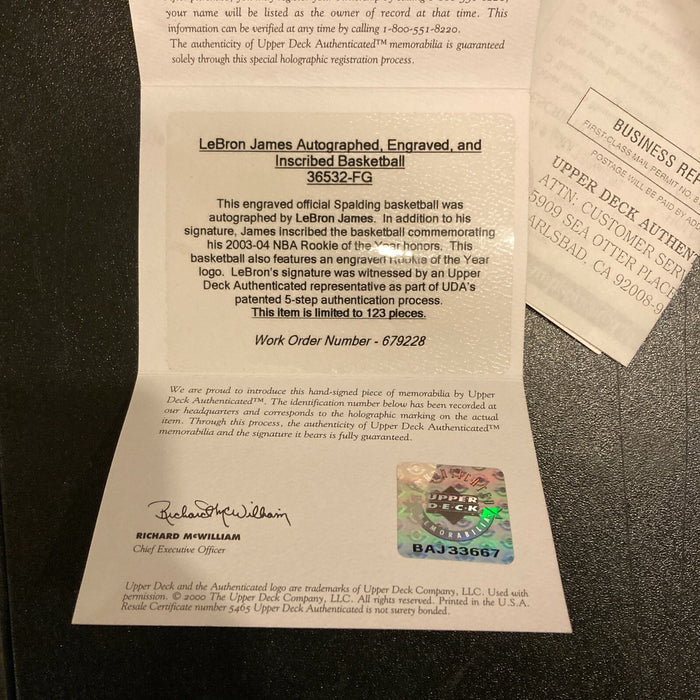 your name will be listed as the owner of record at that time. This
information can be verified at any time by calling 1-800-551-8220.
The authenticity of Upper Deck Authenticated™ memorabilia is guaranteed
solely through this special holographic registration process.
LeBron James Autographed, Engraved, and
Inscribed Basketball
36532-FG
This engraved official Spalding basketball was
autographed by LeBron James. In addition to his
signature, James inscribed the basketball commemorating
his 2003-04 NBA Rookie of the Year honors. This
basketball also features an engraved Rookie of the Year
logo. LeBron's signature was witnessed by an Upper
Deck Authenticated representative as part of UDA's
patented 5-step authentication process.
This item is limited to 123 pieces.
Work Order Number - 679228
We are proud to introduce this hand-signed piece of memorabilia by Upper
Deck Authenticated™. The identification number below has been recorded at
our headquarters and corresponds to the holographic marking on the actual
item. Through this process, the authenticity of Upper Deck Authenticated™
memorabilia and the signature it bears is fully guaranteed.
Richard McWilliam
RICHARD McWILLIAM
Chief Executive Officer
UPPER
DECK
MEMORABILIA
BAJ33667
Upper Deck and the Authenticated logo are trademarks of Upper Deck Company, LLC. Used with
permission. © 2000 The Upper Deck Company, LLC. All rights reserved. Printed in the U.S.A.
Resale Certificate number 5465 Upper Deck Authenticated is not surety bonded.
BUSINESS REP
FIRST-CLASS MAIL PERMIT NO.
POSTAGE WILL BE PAID BY AD
UPPER DECK AUTHEN
ATTN: CUSTOMER SERV
5909 SEA OTTER PLAC
ARLSBAD, CA 92008-9